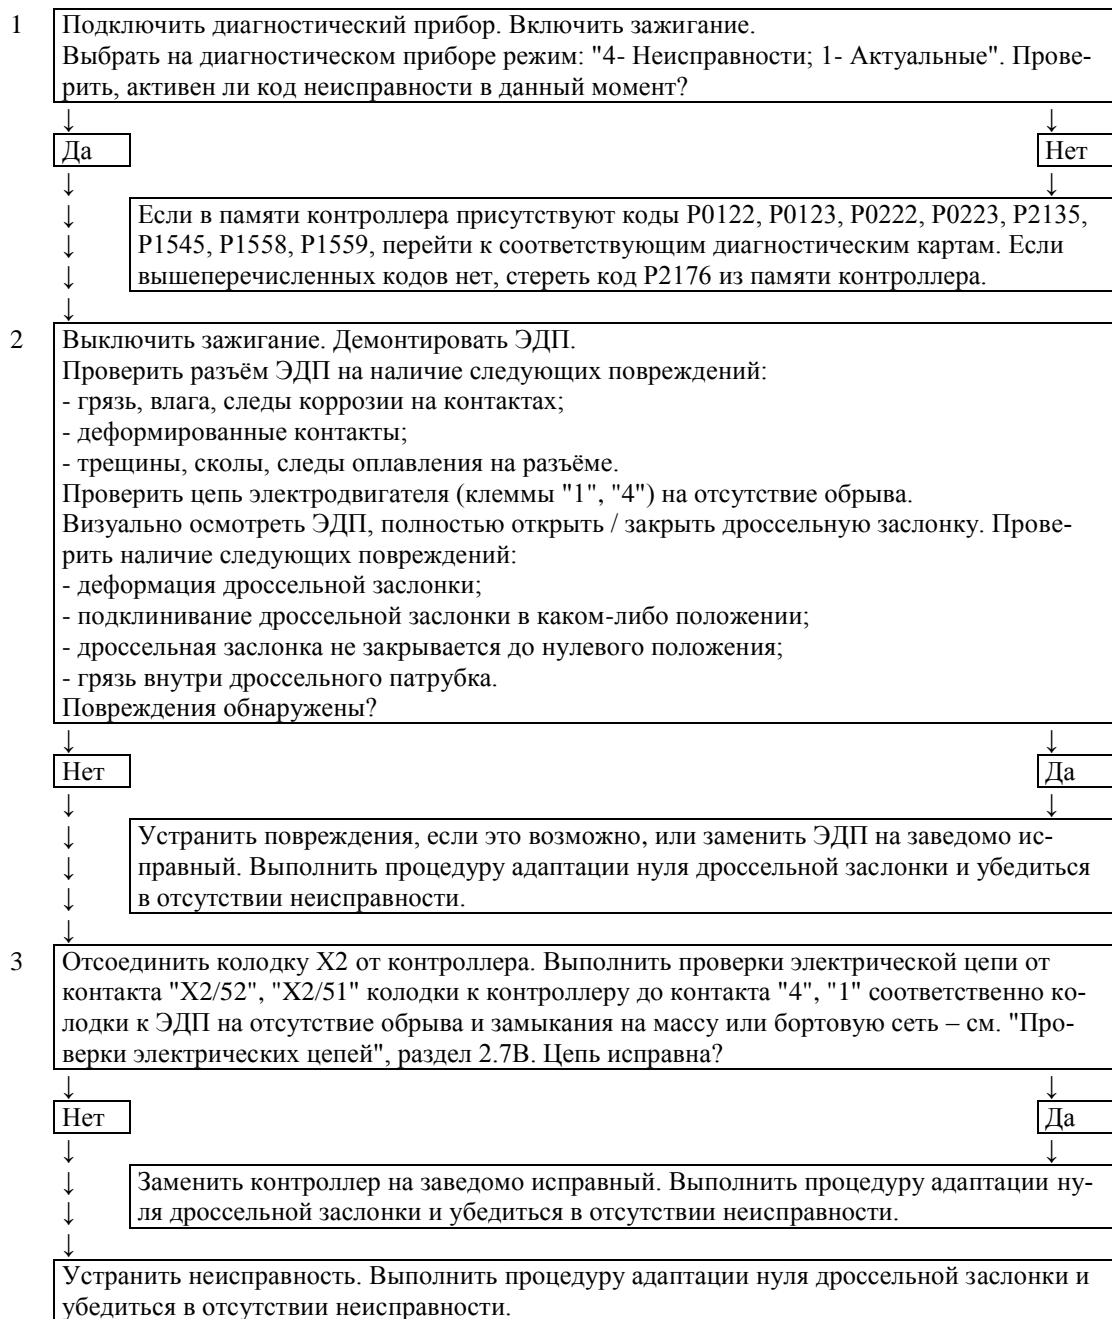 1
Подключить диагностический прибор. Включить зажигание.
Выбрать на диагностическом приборе режим: "4- Неисправности; 1- Актуальные". Прове-
рить, активен ли код неисправности в данный момент?
↓ ↓
Да Нет
↓ ↓
↓ Если в памяти контроллера присутствуют коды P0122, P0123, P0222, P0223, P2135,
↓ P1545, P1558, P1559, перейти к соответствующим диагностическим картам. Если
↓ вышеперечисленных кодов нет, стереть код P2176 из памяти контроллера.
↓
2
Выключить зажигание. Демонтировать ЭДП.
Проверить разъём ЭДП на наличие следующих повреждений:
- грязь, влага, следы коррозии на контактах;
- деформированные контакты;
- трещины, сколы, следы оплавления на разъёме.
Проверить цепь электродвигателя (клеммы "1", "4") на отсутствие обрыва.
Визуально осмотреть ЭДП, полностью открыть / закрыть дроссельную заслонку. Прове-
рить наличие следующих повреждений:
- деформация дроссельной заслонки;
- подклинивание дроссельной заслонки в каком-либо положении;
- дроссельная заслонка не закрывается до нулевого положения;
- грязь внутри дроссельного патрубка.
Повреждения обнаружены?
↓ ↓
Нет Да
↓ ↓
↓ Устранить повреждения, если это возможно, или заменить ЭДП на заведомо ис-
↓ правный. Выполнить процедуру адаптации нуля дроссельной заслонки и убедиться
↓ в отсутствии неисправности.
↓
3
Отсоединить колодку X2 от контроллера. Выполнить проверки электрической цепи от
контакта "X2/52", "X2/51" колодки к контроллеру до контакта "4", "1" соответственно ко-
лодки к ЭДП на отсутствие обрыва и замыкания на массу или бортовую сеть – см. "Про-
верки электрических цепей", раздел 2.7В. Цепь исправна?
↓ ↓
Нет Да
↓ ↓
↓ Заменить контроллер на заведомо исправный. Выполнить процедуру адаптации ну-
↓ ля дроссельной заслонки и убедиться в отсутствии неисправности.
↓
Устранить неисправность. Выполнить процедуру адаптации нуля дроссельной заслонки и
убедиться в отсутствии неисправности.